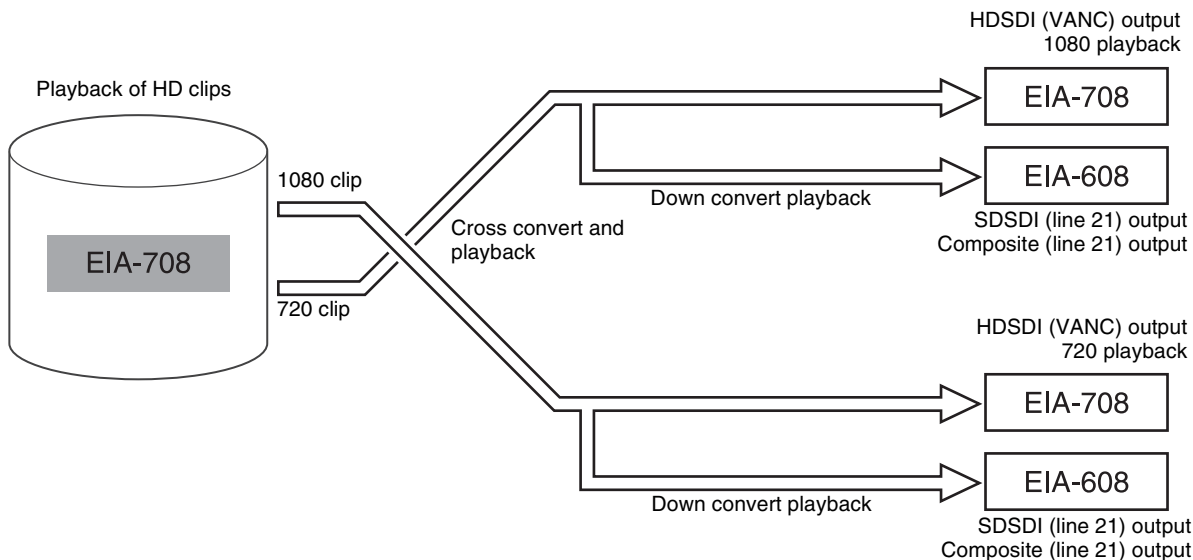 Playback of HD clips
EIA-708
1080 clip
720 clip
Cross convert and
playback
HDSDI (VANC) output
1080 playback
EIA-708
EIA-608
Down convert playback
SDSDI (line 21) output
Composite (line 21) output
HDSDI (VANC) output
720 playback
EIA-708
EIA-608
Down convert playback
SDSDI (line 21) output
Composite (line 21) output